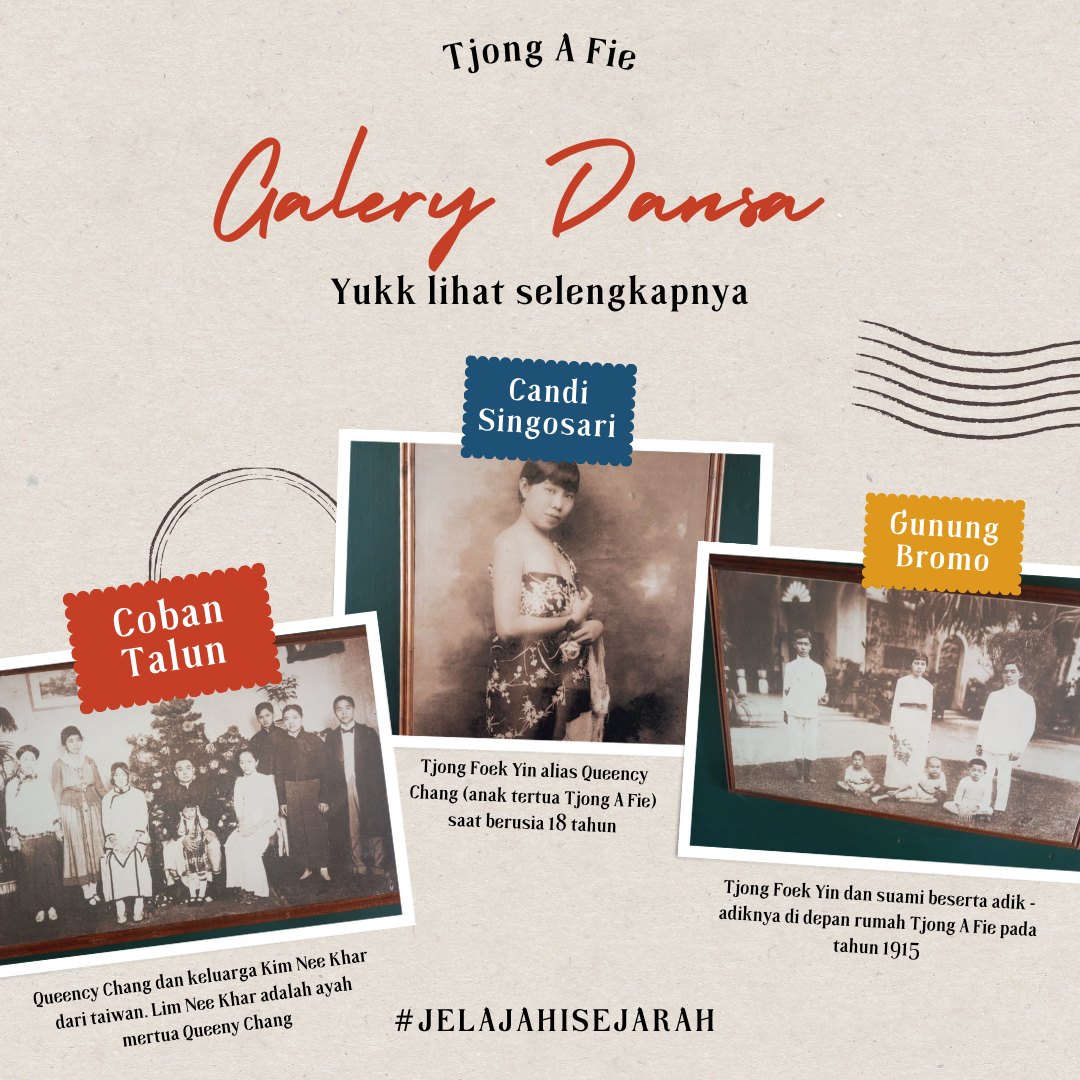 Tjong A Fie
Galery Dansa
Yukk lihat selengkapnya
Candi
Singosari
Gunung
Bromo
Coban
Talun
Tjong Foek Yin alias Queency
Chang (anak tertua Tjong A Fie)
saat berusia 18 tahun
Tjong Foek Yin dan suami beserta adik -
adiknya di depan rumah Tjong A Fie pada
tahun 1915
Queency Chang dan keluarga Kim Nee Khar
dari taiwan. Lim Nee Khar adalah ayah
mertua Queeny Chang
#JELAJAHISEJARAH